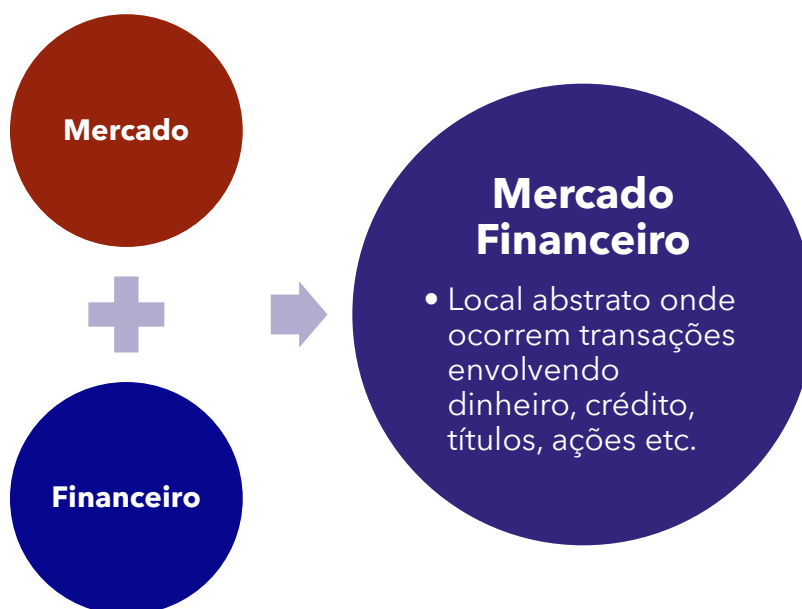 Mercado
Financeiro
Mercado
Financeiro
• Local abstrato onde
ocorrem transações
envolvendo
dinheiro, crédito,
títulos, ações etc.